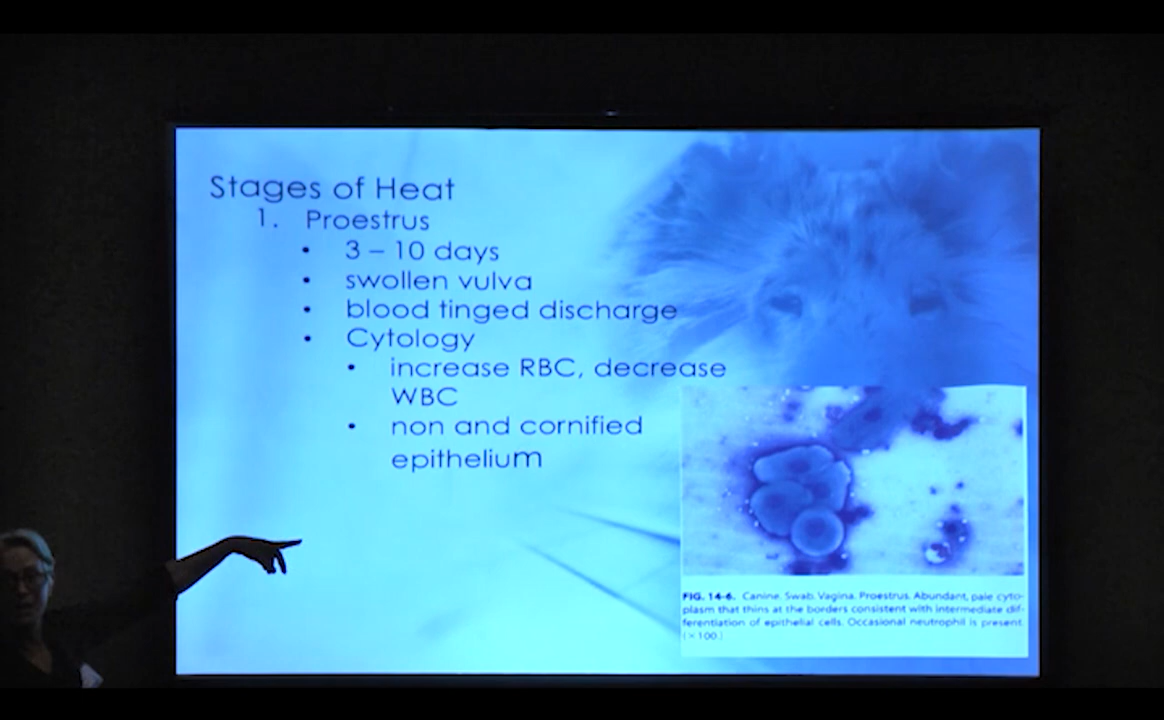 Stages of Heat
1. Proestrus
• 3 – 10 days
• swollen vulva
• blood tinged discharge
• Cytology
• increase RBC, decrease
WBC
• non and cornified
epithelium
FIG. 14-6. Canine. Swab. Vagina. Proestrus. Abundant, pale cyto-
plasm that thins at the borders consistent with intermediate dif-
ferentiation of epithelial cells. Occasional neutrophil is present.
(×100.)